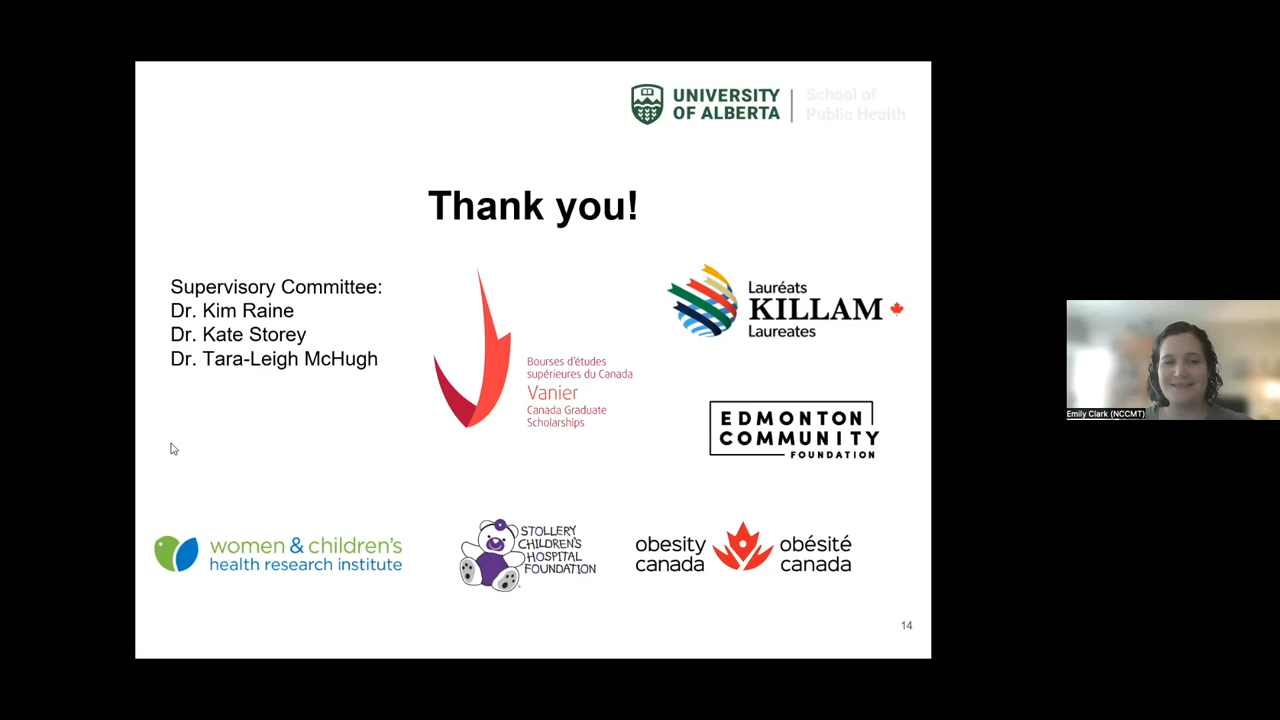 UNIVERSITY
OF ALBERTA
School of
Public Health
Thank you!
Supervisory Committee:
Dr. Kim Raine
Dr. Kate Storey
Dr. Tara-Leigh McHugh
Bourses d'études
supérieures du Canada
Vanier
Canada Graduate
Scholarships
Lauréats
KILLAM
Laureates
EDMONTON
COMMUNITY
FOUNDATION
Emily Clark (NCCMT)
women & children's
health research institute
STOLLERY
CHILDREN'S
HOSPITAL
FOUNDATION
obesity
canada
obésité
canada
14